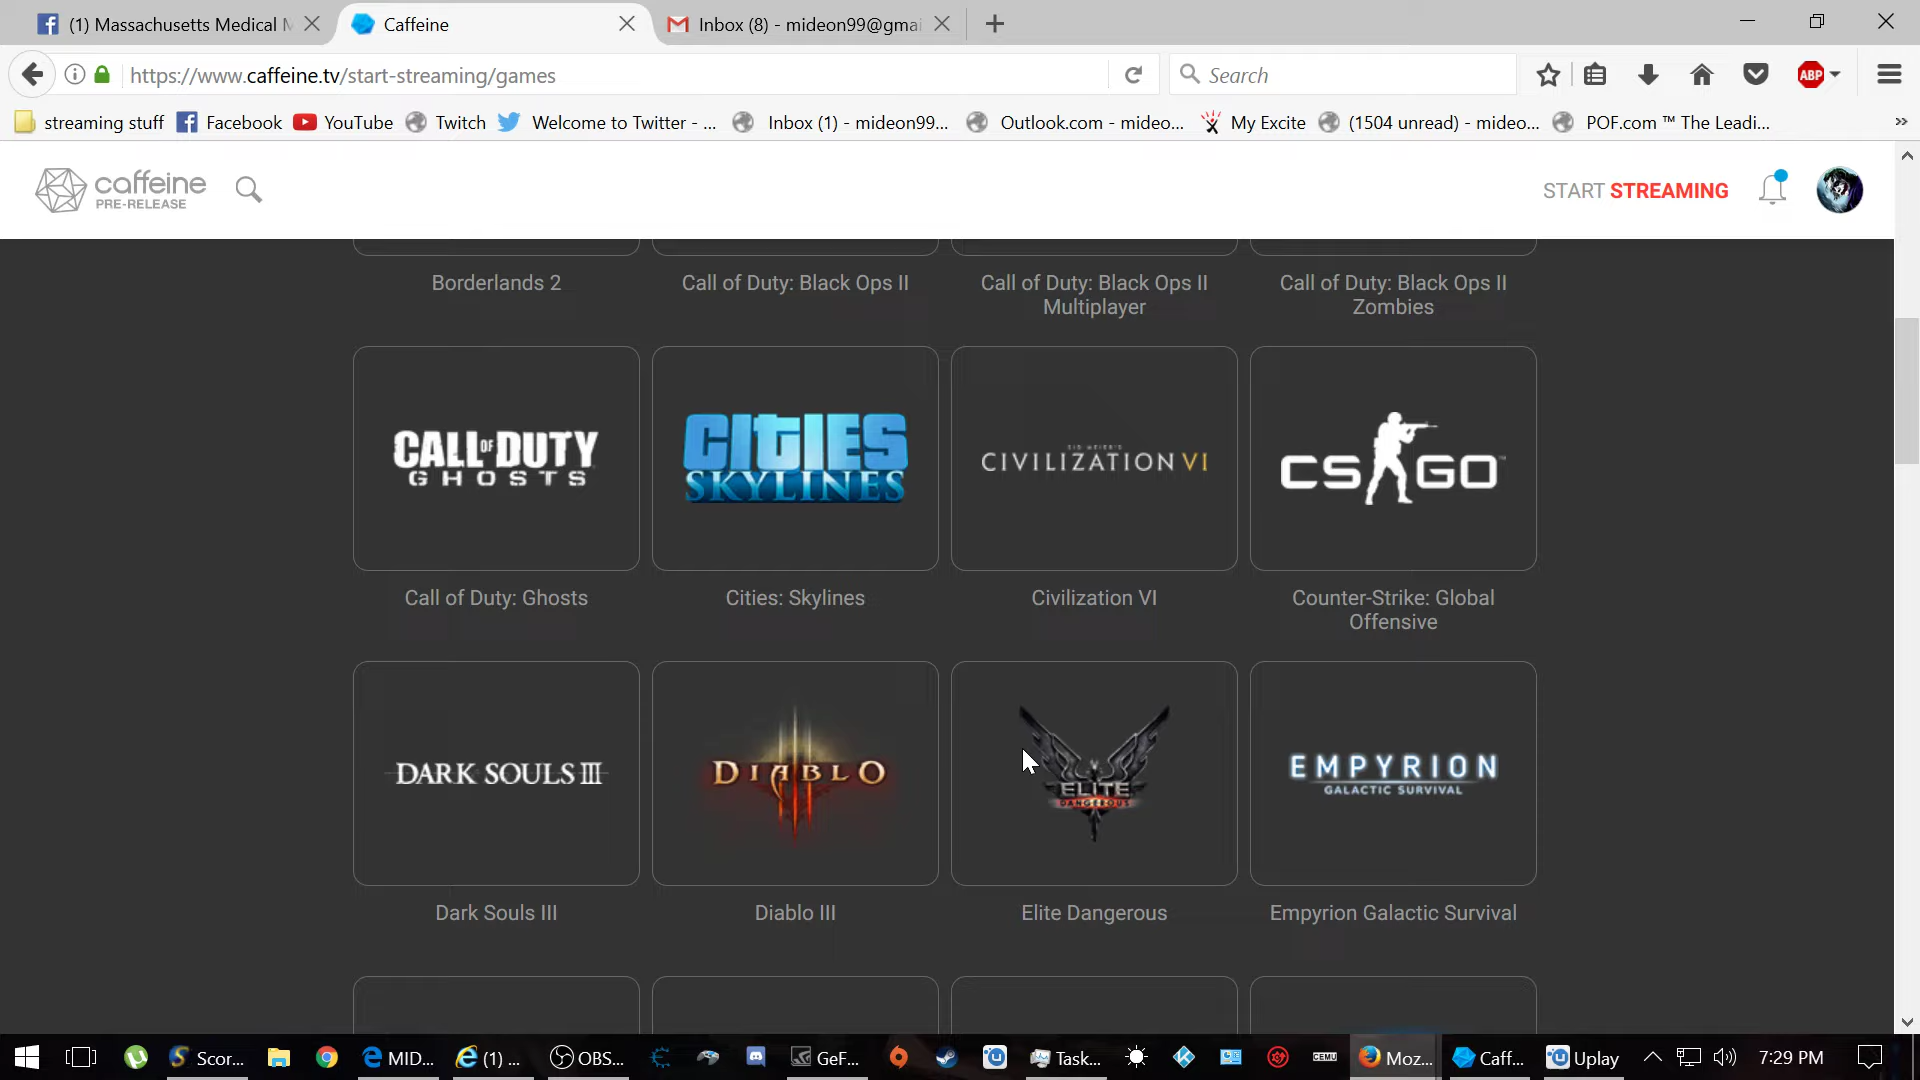 (1) Massachusetts Medical M
Caffeine
Inbox (8) - mideon99@gmai
https://www.caffeine.tv/start-streaming/games
Search
ABP
streaming stuff
Facebook
YouTube
Twitch
Welcome to Twitter - ...
Inbox (1) - mideon99...
Outlook.com - mideo...
My Excite
(1504 unread) - mideo...
POF.com ™ The Leadi...
caffeine
PRE-RELEASE
START STREAMING
Borderlands 2
Call of Duty: Black Ops II
Call of Duty: Black Ops II
Multiplayer
Call of Duty: Black Ops II
Zombies
CALL OF DUTY
GHOSTS
CITIES
SKYLINES
SID MEIER'S
CIVILIZATION VI
CS GO
Call of Duty: Ghosts
Cities: Skylines
Civilization VI
Counter-Strike: Global
Offensive
DARK SOULS III
DIABLO
ELITE
DANGEROUS
EMPYRION
GALACTIC SURVIVAL
Dark Souls III
Diablo III
Elite Dangerous
Empyrion Galactic Survival
Scor...
MID...
(1) ...
OBS...
GeF...
Task...
CEMU
Moz...
Caff...
Uplay
7:29 PM